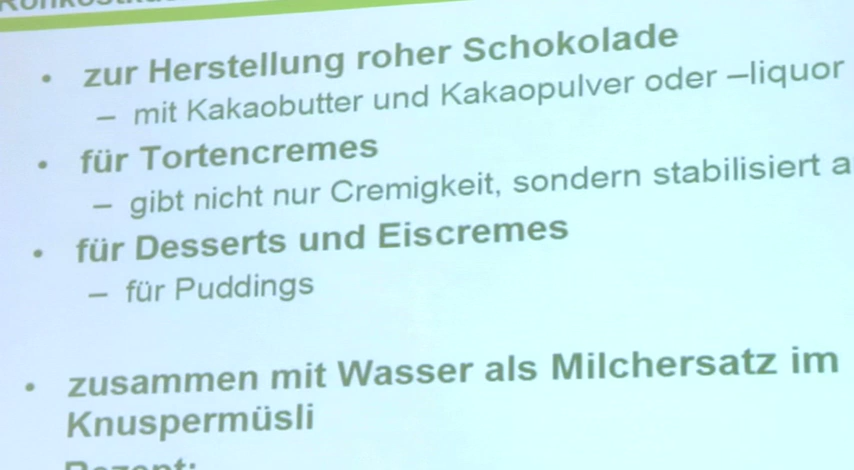 • zur Herstellung roher Schokolade
– mit Kakaobutter und Kakaopulver oder –liquor
• für Tortencremes
– gibt nicht nur Cremigkeit, sondern stabilisiert
• für Desserts und Eiscremes
– für Puddings
• zusammen mit Wasser als Milchersatz im
Knuspermüsli
Rezept: